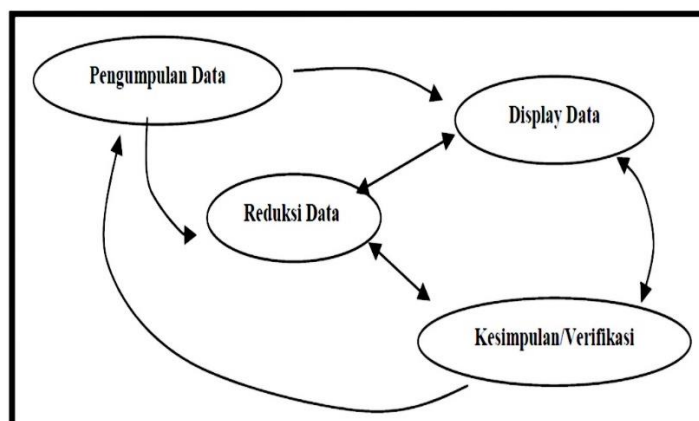 Pengumpulan Data
Display Data
Reduksi Data
Kesimpulan/Verifikasi